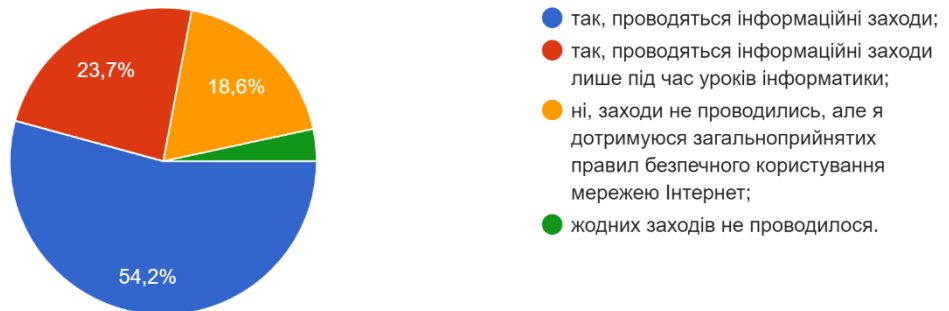 23,7%
18,6%
54,2%
так, проводяться інформаційні заходи;
так, проводяться інформаційні заходи
лише під час уроків інформатики;
ні, заходи не проводились, але я
дотримуюся загальноприйнятих
правил безпечного користування
мережею Інтернет;
жодних заходів не проводилося.